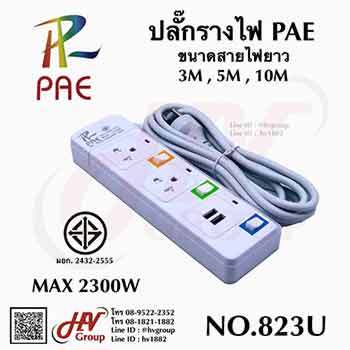 PAE
ปลั๊กรางไฟ PAE
ขนาดสายไฟยาว
3M , 5M , 10M
PAE
มอก. 2432-2555
MAX 2300W
HV
Group
โทร 08-9522-2352
โทร 08-1821-1882
Line ID : @hvgroup
Line ID : hv1882
NO.823U